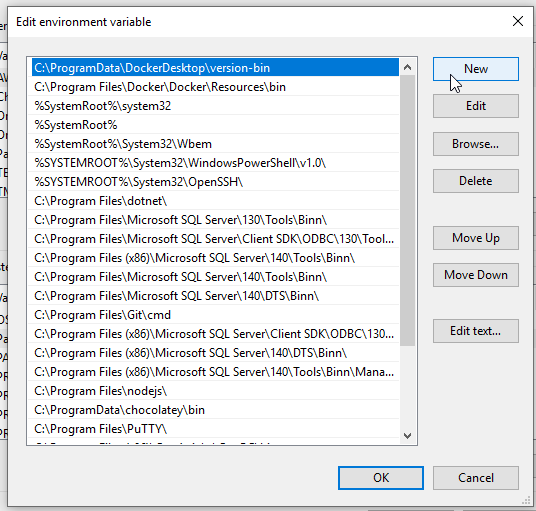 Edit environment variable
C:\ProgramData\DockerDesktop\version-bin
C:\Program Files\Docker\Docker\Resources\bin
%SystemRoot%\system32
%SystemRoot%
%SystemRoot%\System32\Wbem
%SYSTEMROOT%\System32\WindowsPowerShell\v1.0\
%SYSTEMROOT%\System32\OpenSSH\
C:\Program Files\dotnet\
C:\Program Files\Microsoft SQL Server\130\Tools\Binn\
C:\Program Files\Microsoft SQL Server\Client SDK\ODBC\130\Tool...
C:\Program Files (x86)\Microsoft SQL Server\140\Tools\Binn\
C:\Program Files\Microsoft SQL Server\140\Tools\Binn\
C:\Program Files\Microsoft SQL Server\140\DTS\Binn\
C:\Program Files\Git\cmd
C:\Program Files (x86)\Microsoft SQL Server\Client SDK\ODBC\130...
C:\Program Files (x86)\Microsoft SQL Server\140\DTS\Binn\
C:\Program Files (x86)\Microsoft SQL Server\140\Tools\Binn\Mana...
C:\Program Files\nodejs\
C:\ProgramData\chocolatey\bin
C:\Program Files\PuTTY\
New
Edit
Browse...
Delete
Move Up
Move Down
Edit text...
OK
Cancel